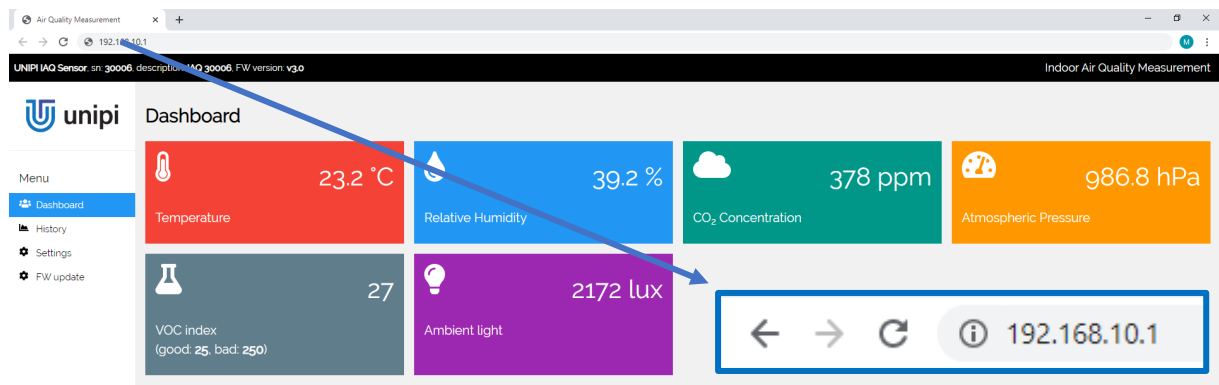 Air Quality Measurement
192.168.10.1
UNIPI IAQ Sensor, sn: 30006, description: IAQ 30006, FW version: v3.0
Indoor Air Quality Measurement
unipi
Dashboard
Menu
Dashboard
History
Settings
FW update
23.2 °C
Temperature
39.2 %
Relative Humidity
378 ppm
CO₂ Concentration
986.8 hPa
Atmospheric Pressure
27
VOC index
(good: 25, bad: 250)
2172 lux
Ambient light
M
192.168.10.1